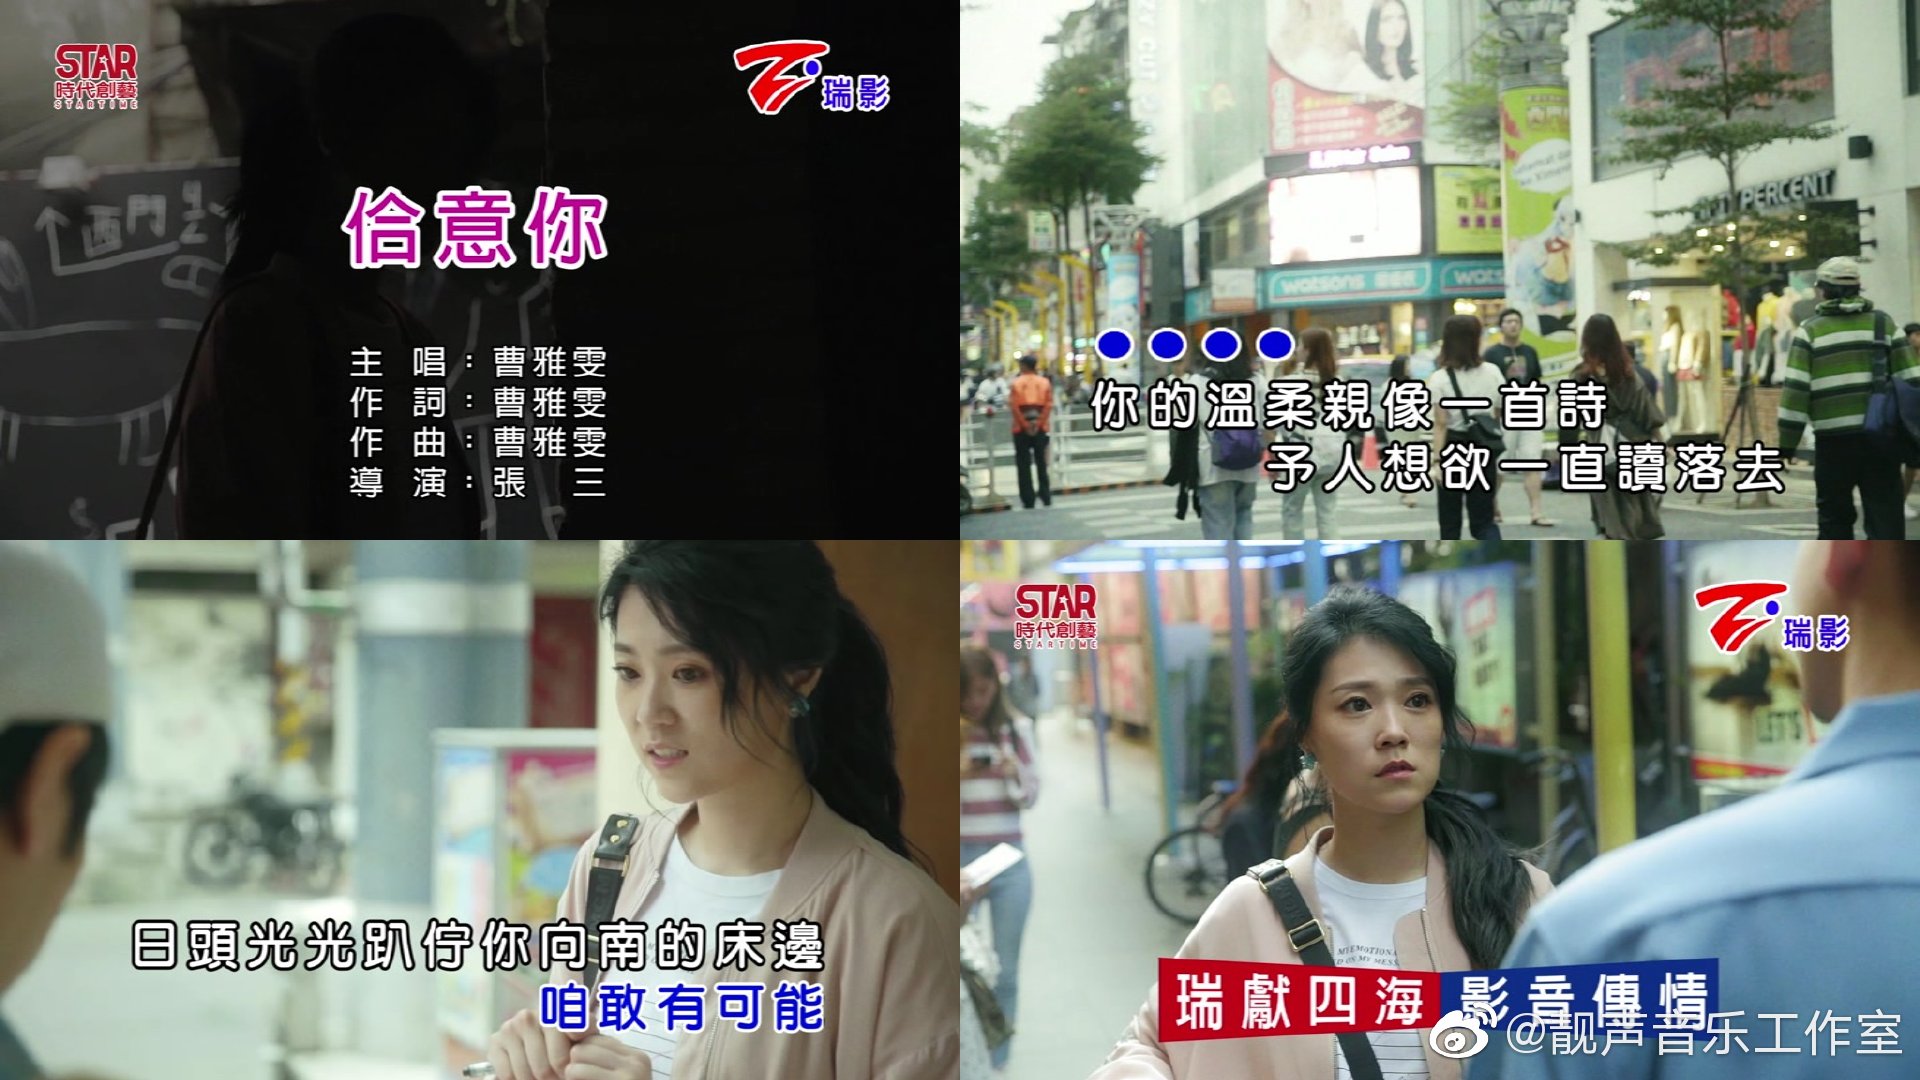 STAR
時代創藝
STARTIME
瑞影
西門
佮意你
主 唱：曹雅雯
作 詞：曹雅雯
作 曲：曹雅雯
導 演：張 三
watsons
wats
PERCENT
你的溫柔親像一首詩
予人想欲一直讀落去
日頭光光趴佇你向南的床邊
咱敢有可能
STAR
時代創藝
STARTIME
瑞影
LET'S
瑞獻四海 影音傳情
@靓声音乐工作室